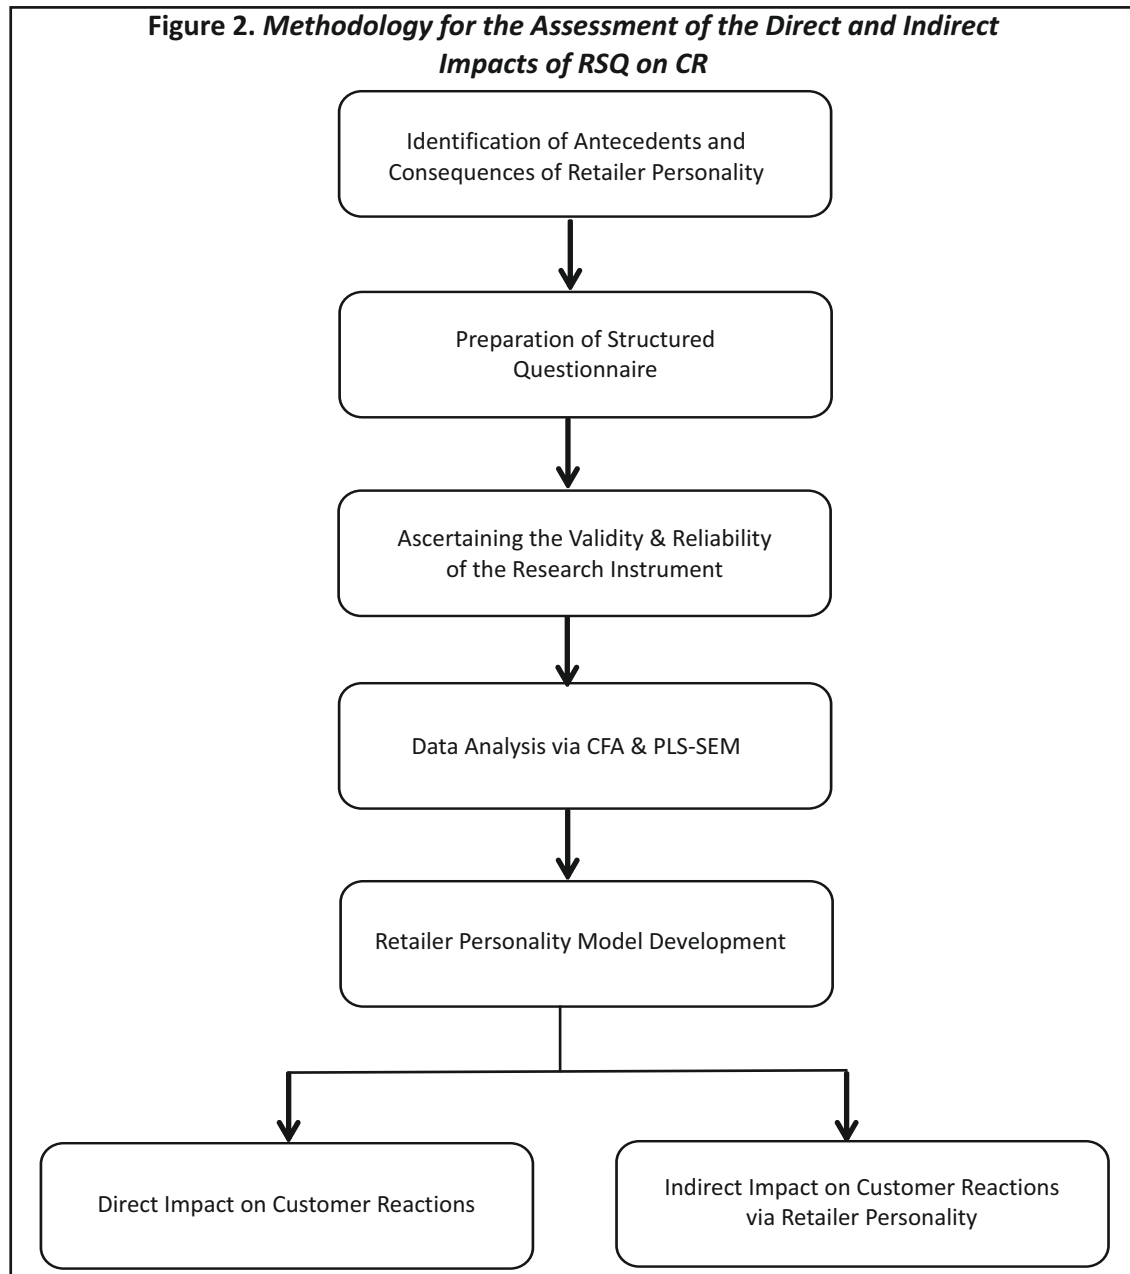 Figure 2. Methodology for the Assessment of the Direct and Indirect
Impacts of RSQ on CR
Identification of Antecedents and
Consequences of Retailer Personality
Preparation of Structured
Questionnaire
Ascertaining the Validity & Reliability
of the Research Instrument
Data Analysis via CFA & PLS-SEM
Retailer Personality Model Development
Direct Impact on Customer Reactions
Indirect Impact on Customer Reactions
via Retailer Personality